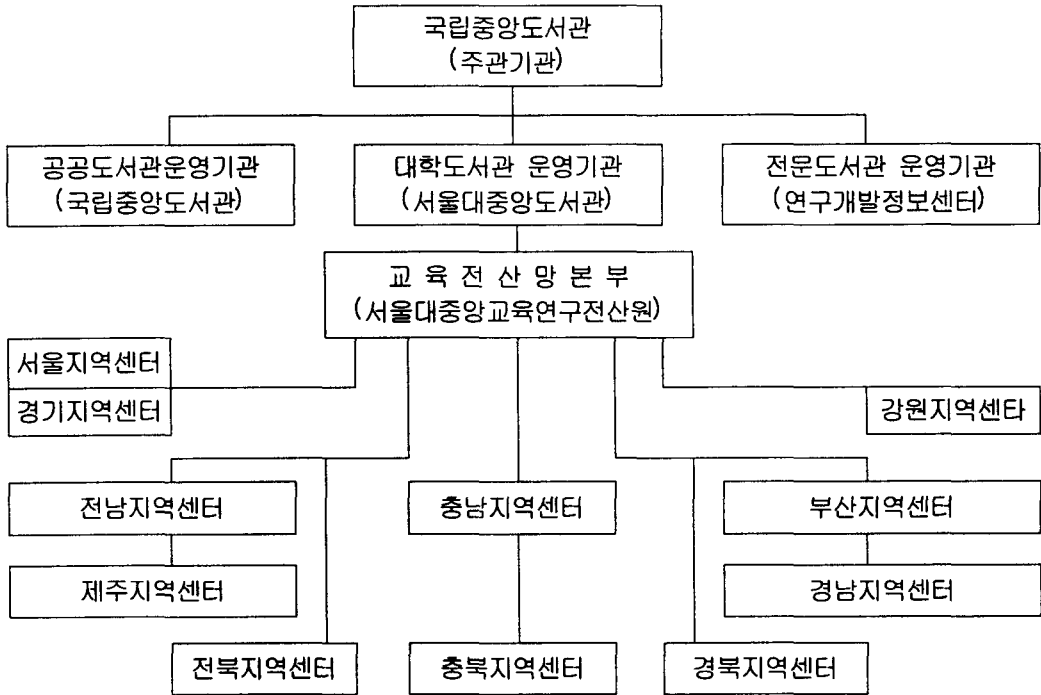 국립중앙도서관
(주관기관)
공공도서관운영기관
(국립중앙도서관)
대학도서관 운영기관
(서울대중앙도서관)
전문도서관 운영기관
(연구개발정보센터)
교 육 전 산 망 본 부
(서울대중앙교육연구전산원)
서울지역센터
경기지역센터
강원지역센타
전남지역센터
충남지역센터
부산지역센터
제주지역센터
경남지역센터
전북지역센터
충북지역센터
경북지역센터